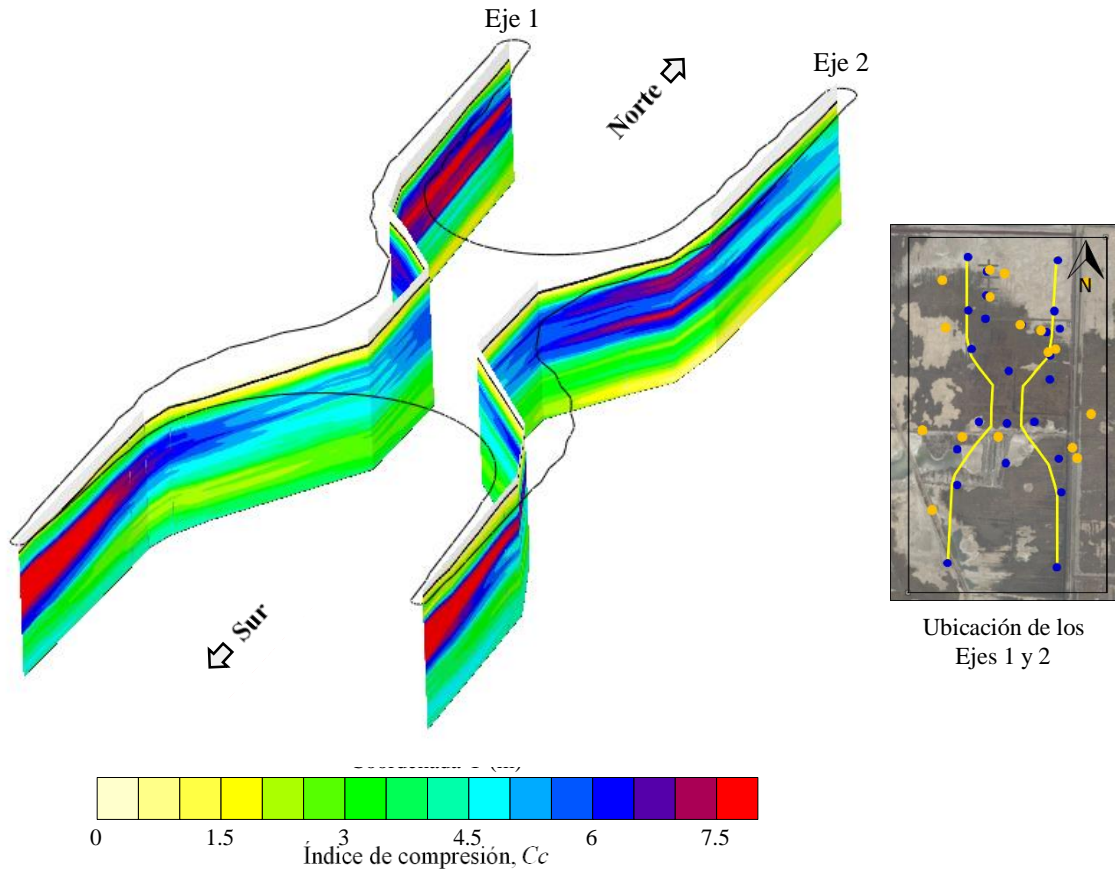 Eje 1
Eje 2
Norte
N
Sur
Ubicación de los
Ejes 1 y 2
0 1.5 3 4.5 6 7.5
Índice de compresión, Cc